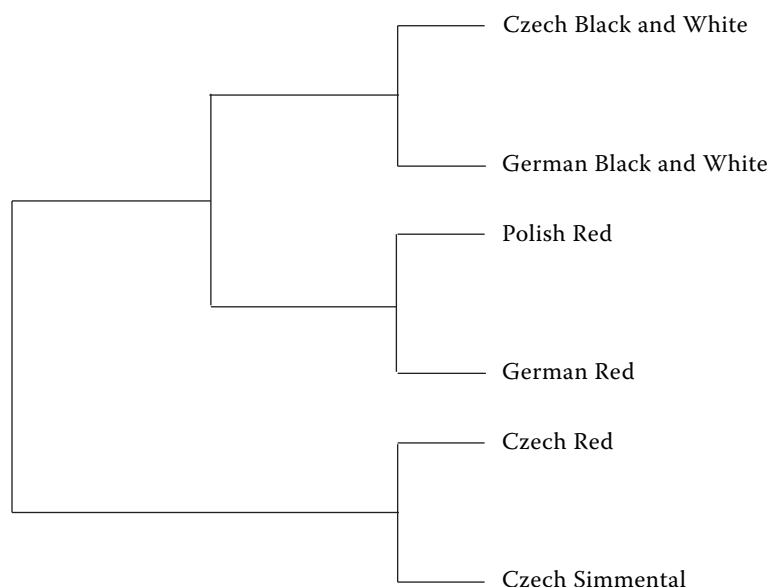 Czech Black and White
German Black and White
Polish Red
German Red
Czech Red
Czech Simmental